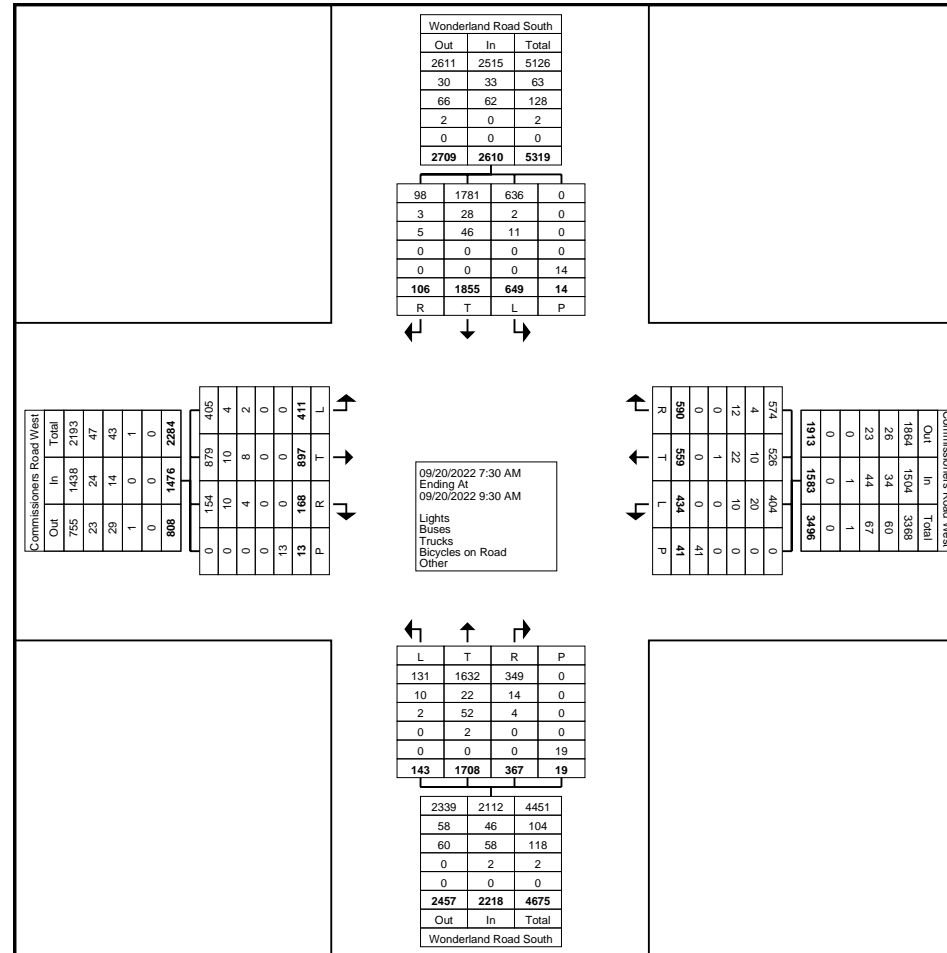 Wonderland Road South
Out In Total
2611 2515 5126
30 33 63
66 62 128
2 0 2
0 0 0
2709 2610 5319
98 1781 636 0
3 28 2 0
5 46 11 0
0 0 0 0
0 0 0 14
106 1855 649 14
R T L P
Commissioners Road West
Total In Out
2193 1438 755
47 24 23
43 14 29
1 0 1
0 0 0
2284 1476 808
405 879 154 0
4 10 10 0
2 8 4 0
0 0 0 0
0 0 0 13
411 897 168 13
L T R P
09/20/2022 7:30 AM
Ending At
09/20/2022 9:30 AM
Lights
Buses
Trucks
Bicycles on Road
Other
R T L P
590 559 434 41
0 0 0 41
0 1 0 0
12 22 10 0
4 10 20 0
574 526 404 0
Commissioners Road West
Out In Total
1864 1504 3368
26 34 60
23 44 67
0 1 1
0 0 0
1913 1583 3496
L T R P
131 1632 349 0
10 22 14 0
2 52 4 0
0 2 0 0
0 0 0 19
143 1708 367 19
2339 2112 4451
58 46 104
60 58 118
0 2 2
0 0 0
2457 2218 4675
Out In Total
Wonderland Road South